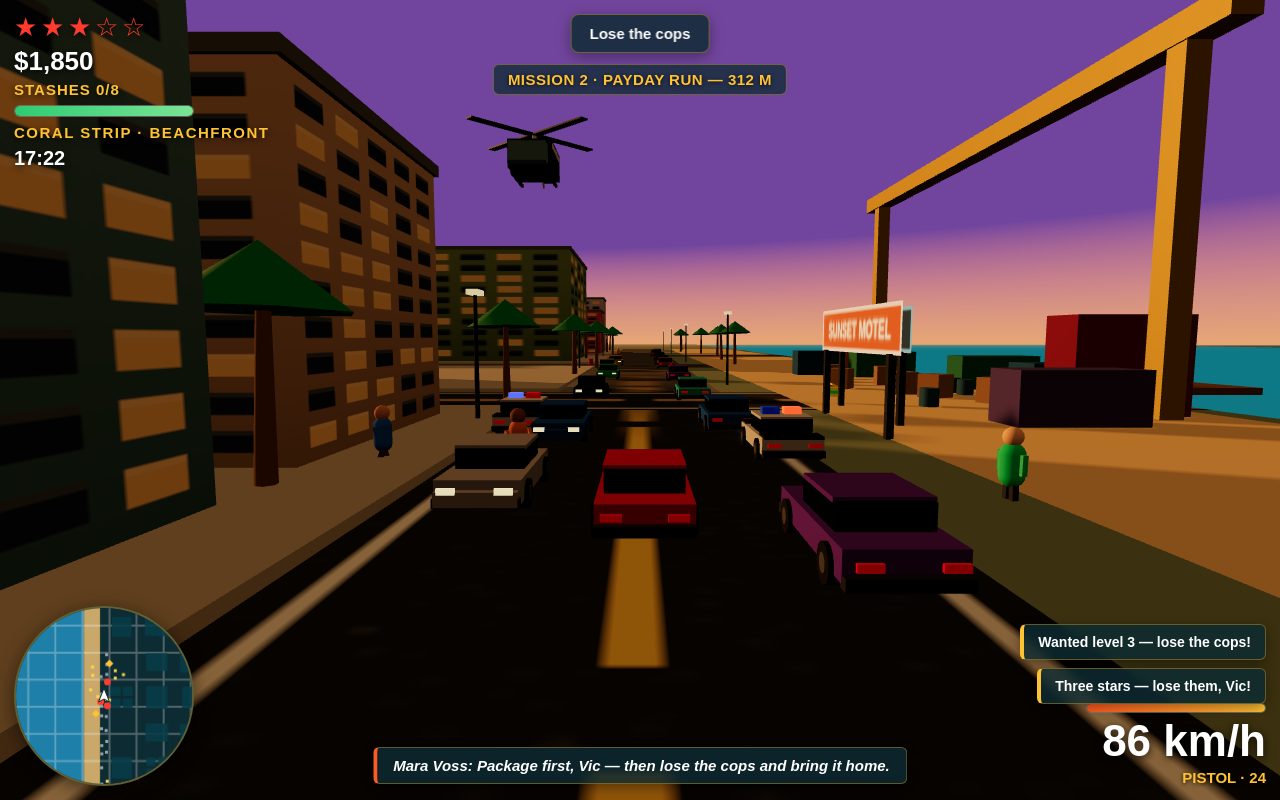 Lose the cops
$1,850
MISSION 2 · PAYDAY RUN — 312 M
STASHES 0/8
CORAL STRIP · BEACHFRONT
17:22
SUNSET MOTEL
Wanted level 3 — lose the cops!
Three stars — lose them, Vic!
86 km/h
Mara Voss: Package first, Vic — then lose the cops and bring it home.
PISTOL · 24